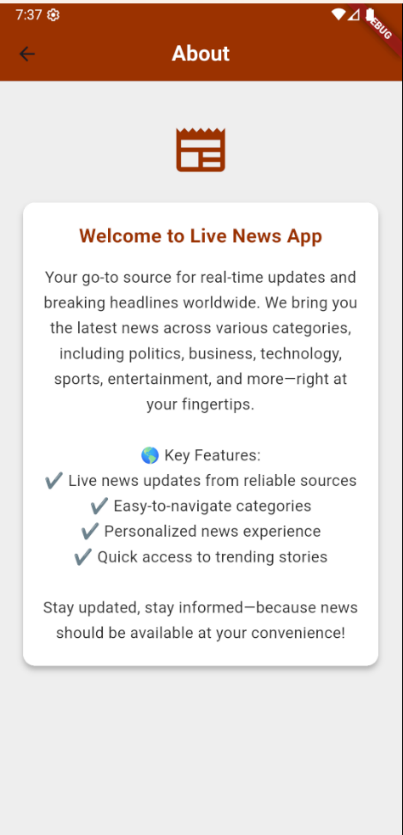 7:37
DEBUG
About
Welcome to Live News App
Your go-to source for real-time updates and
breaking headlines worldwide. We bring you
the latest news across various categories,
including politics, business, technology,
sports, entertainment, and more—right at
your fingertips.
🌎 Key Features:
✔ Live news updates from reliable sources
✔ Easy-to-navigate categories
✔ Personalized news experience
✔ Quick access to trending stories
Stay updated, stay informed—because news
should be available at your convenience!